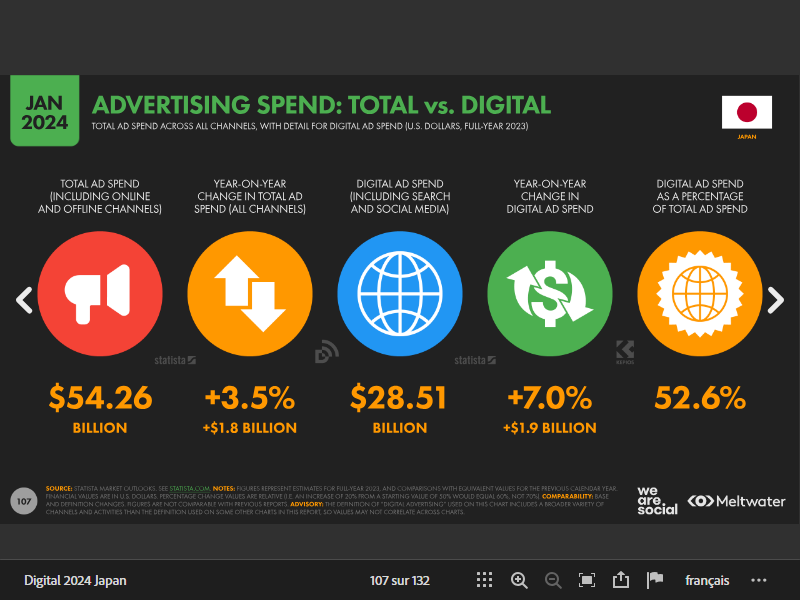 JAN
2024
ADVERTISING SPEND: TOTAL vs. DIGITAL
TOTAL AD SPEND ACROSS ALL CHANNELS, WITH DETAIL FOR DIGITAL AD SPEND (U.S. DOLLARS, FULL-YEAR 2023)
JAPAN
TOTAL AD SPEND
(INCLUDING ONLINE
AND OFFLINE CHANNELS)
YEAR-ON-YEAR
CHANGE IN TOTAL AD
SPEND (ALL CHANNELS)
DIGITAL AD SPEND
(INCLUDING SEARCH
AND SOCIAL MEDIA)
YEAR-ON-YEAR
CHANGE IN
DIGITAL AD SPEND
DIGITAL AD SPEND
AS A PERCENTAGE
OF TOTAL AD SPEND
$
statista
statista
KEPIOS
$54.26
BILLION
+3.5%
+$1.8 BILLION
$28.51
BILLION
+7.0%
+$1.9 BILLION
52.6%
107
SOURCE: STATISTA MARKET OUTLOOKS. SEE STATISTA.COM. NOTES: FIGURES REPRESENT ESTIMATES FOR FULL-YEAR 2023, AND COMPARISONS WITH EQUIVALENT VALUES FOR THE PREVIOUS CALENDAR YEAR.
FINANCIAL VALUES ARE IN U.S. DOLLARS. PERCENTAGE CHANGE VALUES ARE RELATIVE (I.E. AN INCREASE OF 20% FROM A STARTING VALUE OF 50% WOULD EQUAL 60%, NOT 70%). COMPARABILITY: BASE
AND DEFINITION CHANGES. FIGURES ARE NOT COMPARABLE WITH PREVIOUS REPORTS. ADVISORY: THE DEFINITION OF "DIGITAL ADVERTISING" USED ON THIS CHART INCLUDES A BROADER VARIETY OF
CHANNELS AND ACTIVITIES THAN THE DEFINITION USED ON SOME OTHER CHARTS IN THIS REPORT, SO VALUES MAY NOT CORRELATE ACROSS CHARTS.
we
are.
social
Meltwater
Digital 2024 Japan
107 sur 132
français